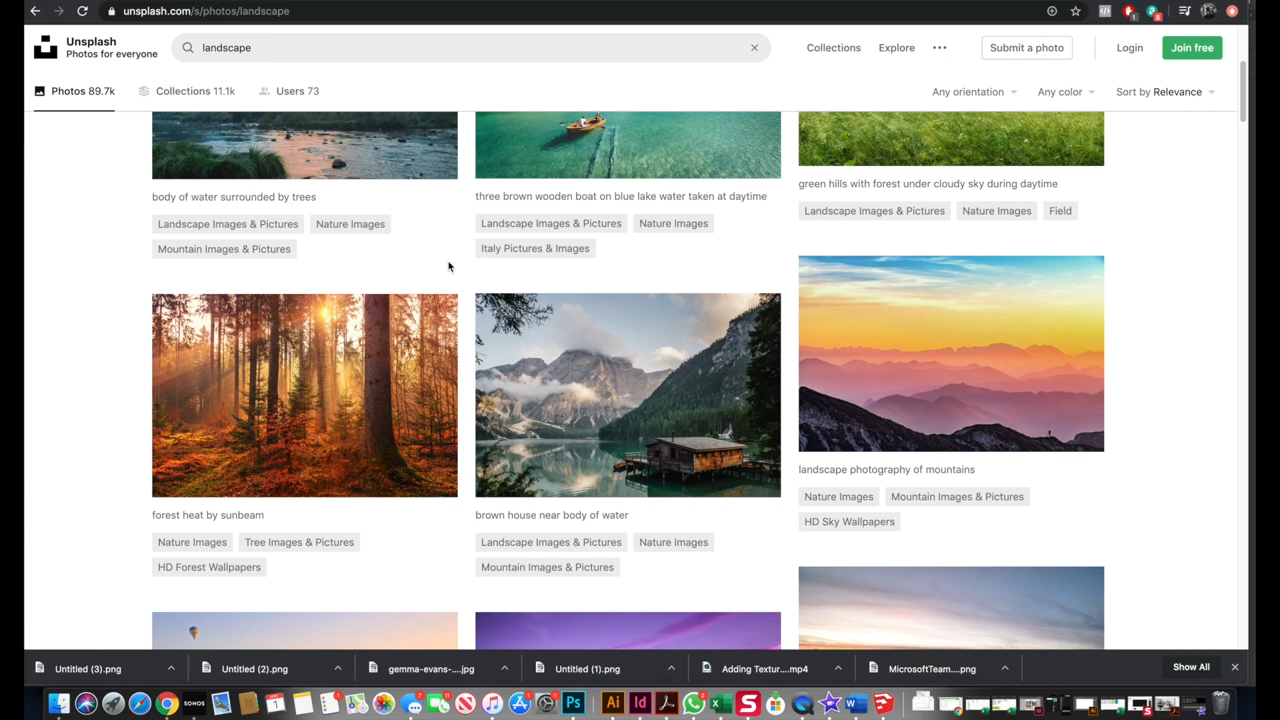 unsplash.com/s/photos/landscape
Unsplash
Photos for everyone
landscape
Collections
Explore
Submit a photo
Login
Join free
Photos 89.7k
Collections 11.1k
Users 73
Any orientation
Any color
Sort by Relevance
body of water surrounded by trees
Landscape Images & Pictures
Nature Images
Mountain Images & Pictures
three brown wooden boat on blue lake water taken at daytime
Landscape Images & Pictures
Nature Images
Italy Pictures & Images
green hills with forest under cloudy sky during daytime
Landscape Images & Pictures
Nature Images
Field
forest heat by sunbeam
Nature Images
Tree Images & Pictures
HD Forest Wallpapers
brown house near body of water
Landscape Images & Pictures
Nature Images
Mountain Images & Pictures
landscape photography of mountains
Nature Images
Mountain Images & Pictures
HD Sky Wallpapers
Untitled (3).png
Untitled (2).png
gemma-evans-....jpg
Untitled (1).png
Adding Textur....mp4
MicrosoftTeam....png
Show All
SONOS
Ps
Ai
Id